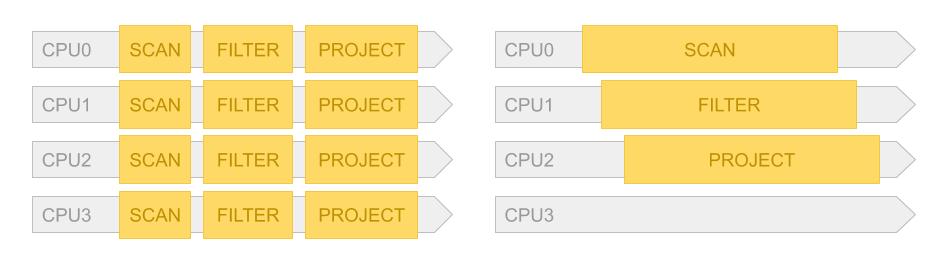 CPU0 SCAN FILTER PROJECT
CPU1 SCAN FILTER PROJECT
CPU2 SCAN FILTER PROJECT
CPU3 SCAN FILTER PROJECT
CPU0 SCAN
CPU1 FILTER
CPU2 PROJECT
CPU3